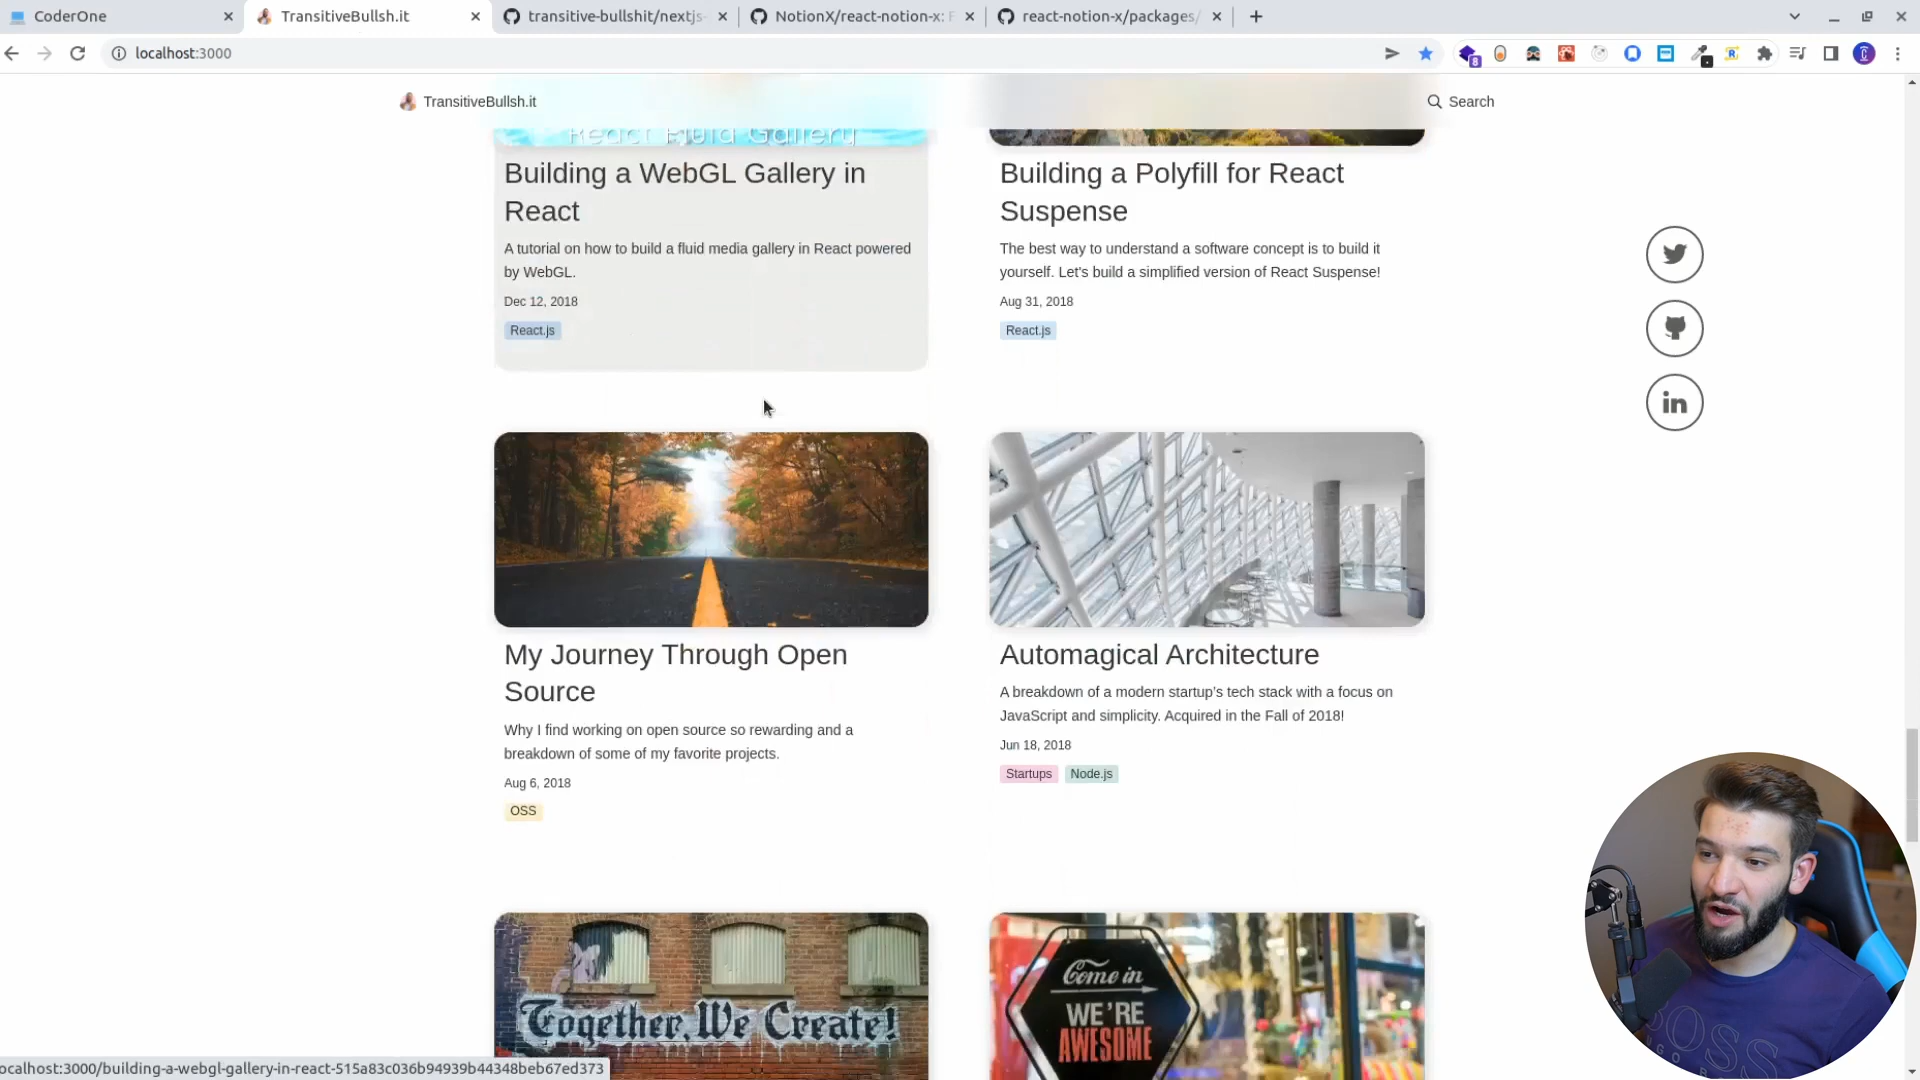 CoderOne
TransitiveBullsh.it
transitive-bullshit/nextjs-
NotionX/react-notion-x: F
react-notion-x/packages/
localhost:3000
8
TransitiveBullsh.it
Search
React Fluid Gallery
Building a WebGL Gallery in
React
A tutorial on how to build a fluid media gallery in React powered
by WebGL.
Dec 12, 2018
React.js
Building a Polyfill for React
Suspense
The best way to understand a software concept is to build it
yourself. Let's build a simplified version of React Suspense!
Aug 31, 2018
React.js
in
My Journey Through Open
Source
Why I find working on open source so rewarding and a
breakdown of some of my favorite projects.
Aug 6, 2018
OSS
Automagical Architecture
A breakdown of a modern startup's tech stack with a focus on
JavaScript and simplicity. Acquired in the Fall of 2018!
Jun 18, 2018
Startups Node.js
Together, We Create!
Come in
WE'RE
AWESOME
BOSS
ocalhost:3000/building-a-webgl-gallery-in-react-515a83c036b94939b44348beb67ed373